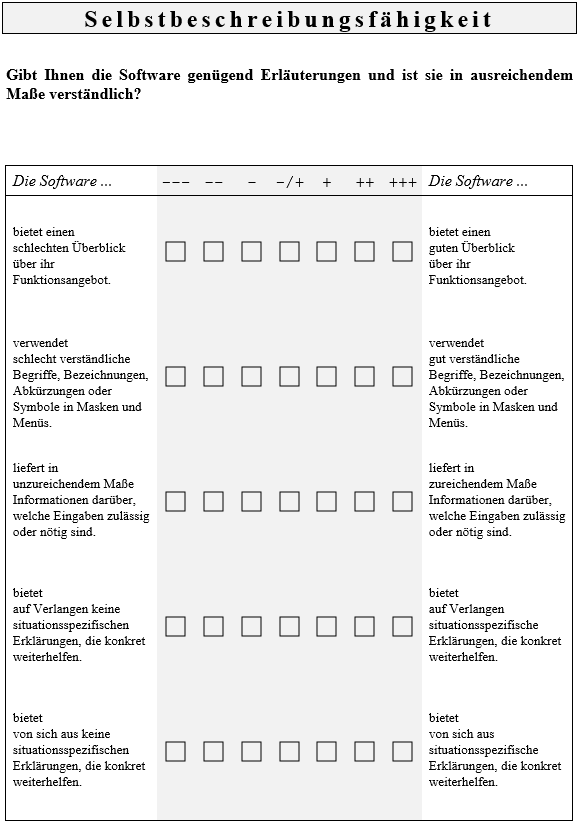 Selbstbeschreibungsfähigkeit
Gibt Ihnen die Software genügend Erläuterungen und ist sie in ausreichendem
Maße verständlich?
Die Software ... --- -- - -/+ + ++ +++ Die Software ...
bietet einen
schlechten Überblick
über ihr
Funktionsangebot.
bietet einen
guten Überblick
über ihr
Funktionsangebot.
verwendet
schlecht verständliche
Begriffe, Bezeichnungen,
Abkürzungen oder
Symbole in Masken und
Menüs.
verwendet
gut verständliche
Begriffe, Bezeichnungen,
Abkürzungen oder
Symbole in Masken und
Menüs.
liefert in
unzureichendem Maße
Informationen darüber,
welche Eingaben zulässig
oder nötig sind.
liefert in
zureichendem Maße
Informationen darüber,
welche Eingaben zulässig
oder nötig sind.
bietet
auf Verlangen keine
situationsspezifischen
Erklärungen, die konkret
weiterhelfen.
bietet
auf Verlangen
situationsspezifische
Erklärungen, die konkret
weiterhelfen.
bietet
von sich aus keine
situationsspezifischen
Erklärungen, die konkret
weiterhelfen.
bietet
von sich aus
situationsspezifische
Erklärungen, die konkret
weiterhelfen.